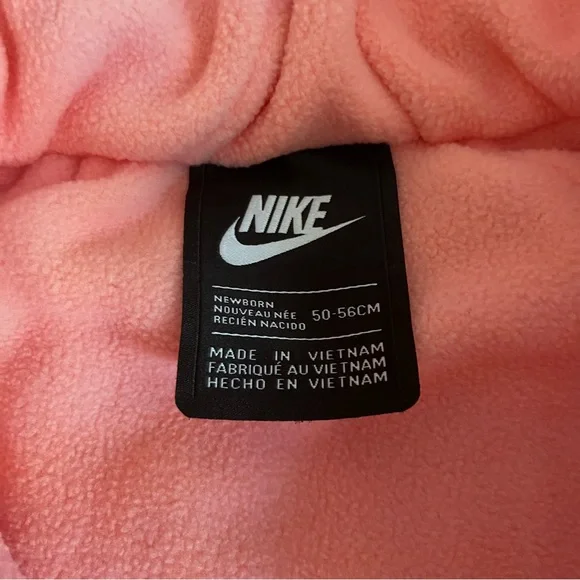 NIKE
NEWBORN
NOUVEAU NÉE 50-56CM
RECIÉN NACIDO
MADE IN VIETNAM
FABRIQUÉ AU VIETNAM
HECHO EN VIETNAM